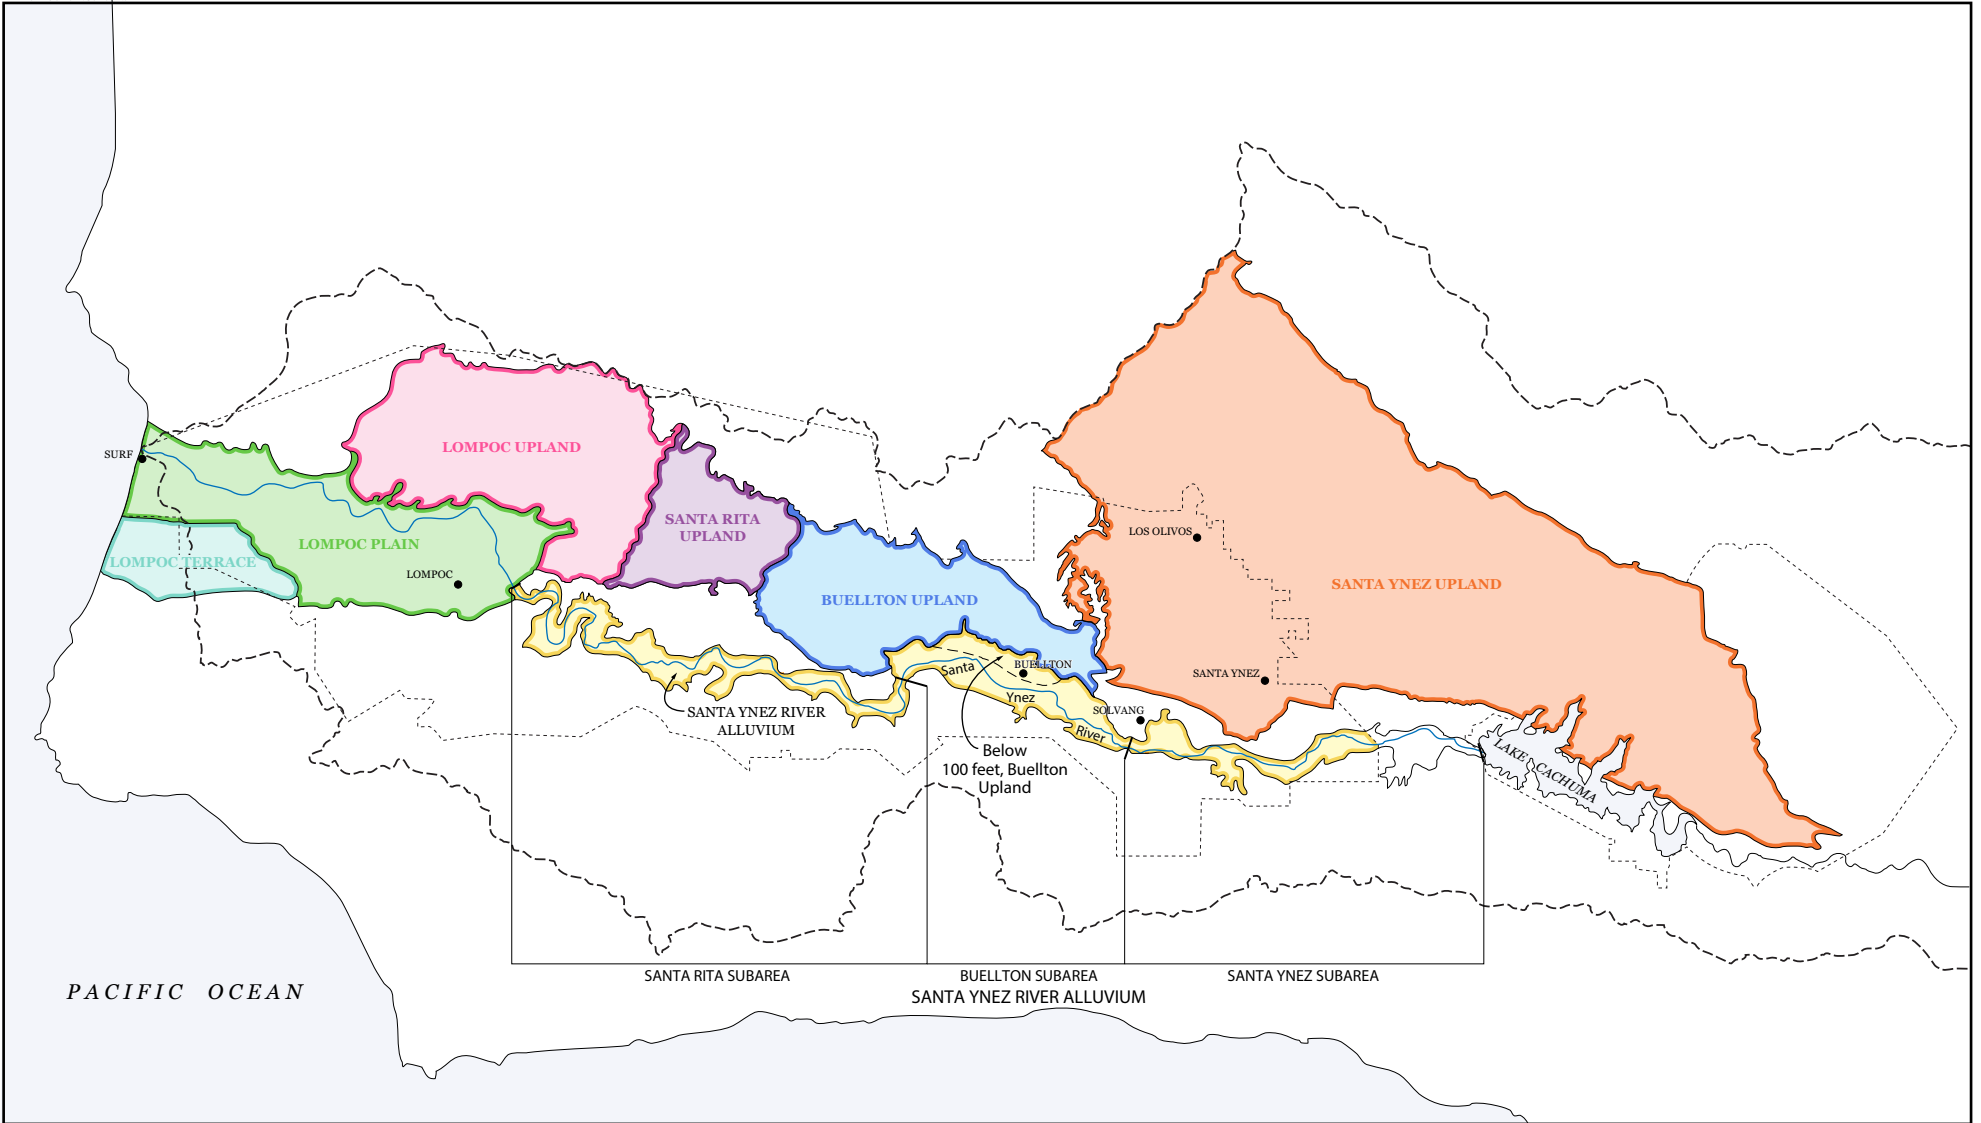 LOMPOC UPLAND
SURF
SANTA RITA
UPLAND
LOS OLIVOS
LOMPOC PLAIN
LOMPOC TERRACE
LOMPOC
SANTA YNEZ UPLAND
BUELLTON UPLAND
BUELLTON
Santa
SANTA YNEZ
Ynez
SOLVANG
SANTA YNEZ RIVER
ALLUVIUM
River
Below
100 feet, Buellton
Upland
LAKE CACHUMA
SANTA RITA SUBAREA
BUELLTON SUBAREA
SANTA YNEZ SUBAREA
SANTA YNEZ RIVER ALLUVIUM
PACIFIC OCEAN